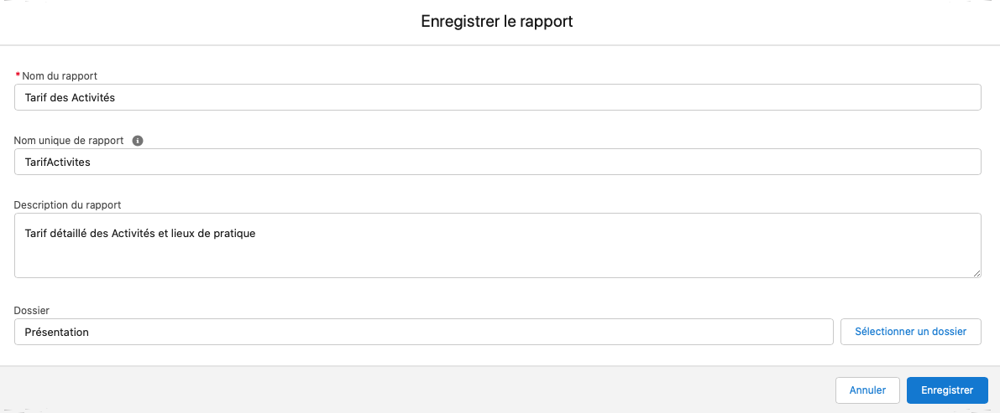 Enregistrer le rapport
* Nom du rapport
Tarif des Activités
Nom unique de rapport
TarifActivites
Description du rapport
Tarif détaillé des Activités et lieux de pratique
Dossier
Présentation
Sélectionner un dossier
Annuler
Enregistrer